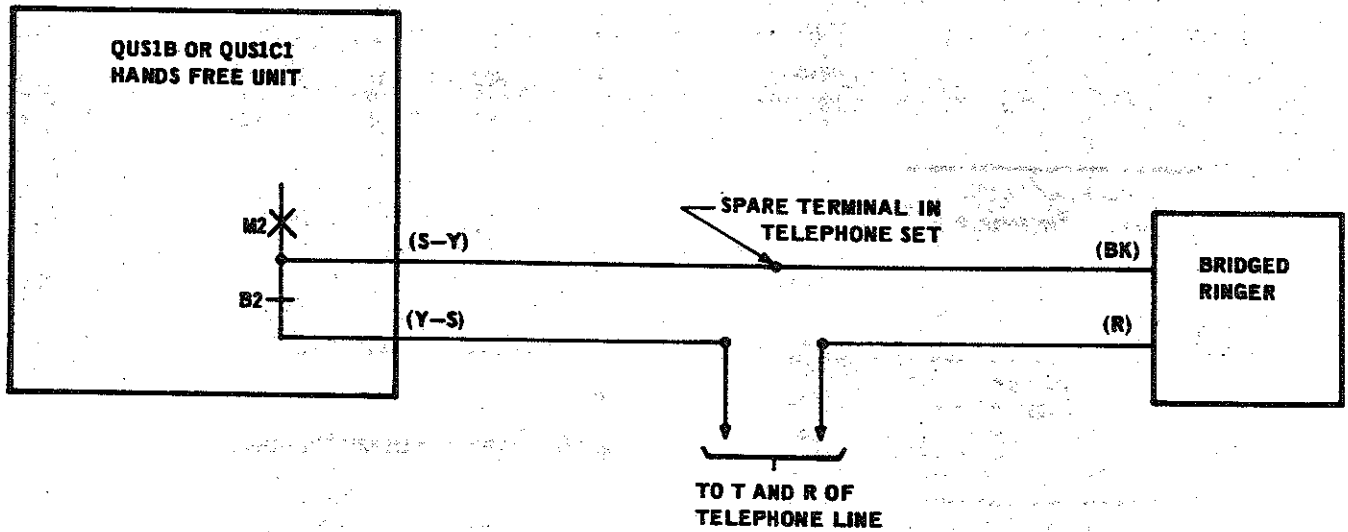 QUS1B OR QUS1C1
HANDS FREE UNIT
M2
(S–Y)
B2
(Y–S)
SPARE TERMINAL IN
TELEPHONE SET
(BK)
BRIDGED
RINGER
(R)
TO T AND R OF
TELEPHONE LINE